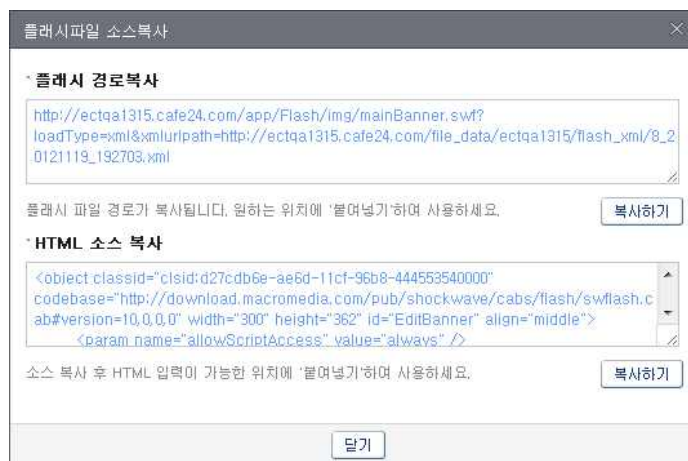 플래시파일 소스복사
플래시 경로복사
http://ectqa1315.cafe24.com/app/Flash/img/mainBanner.swf?
loadType=xml&xmlurlpath=http://ectqa1315.cafe24.com/file_data/ectqa1315/flash_xml/8_2
0121119_192703.xml
플래시 파일 경로가 복사됩니다. 원하는 위치에 '붙여넣기'하여 사용하세요.
복사하기
HTML 소스 복사
<object classid="clsid:d27cdb6e-ae6d-11cf-96b8-444553540000"
codebase="http://download.macromedia.com/pub/shockwave/cabs/flash/swflash.c
ab#version=10,0,0,0" width="300" height="362" id="EditBanner" align="middle">
<param name="allowScriptAccess" value="always" />
소스 복사 후 HTML 입력이 가능한 위치에 '붙여넣기'하여 사용하세요.
복사하기
닫기